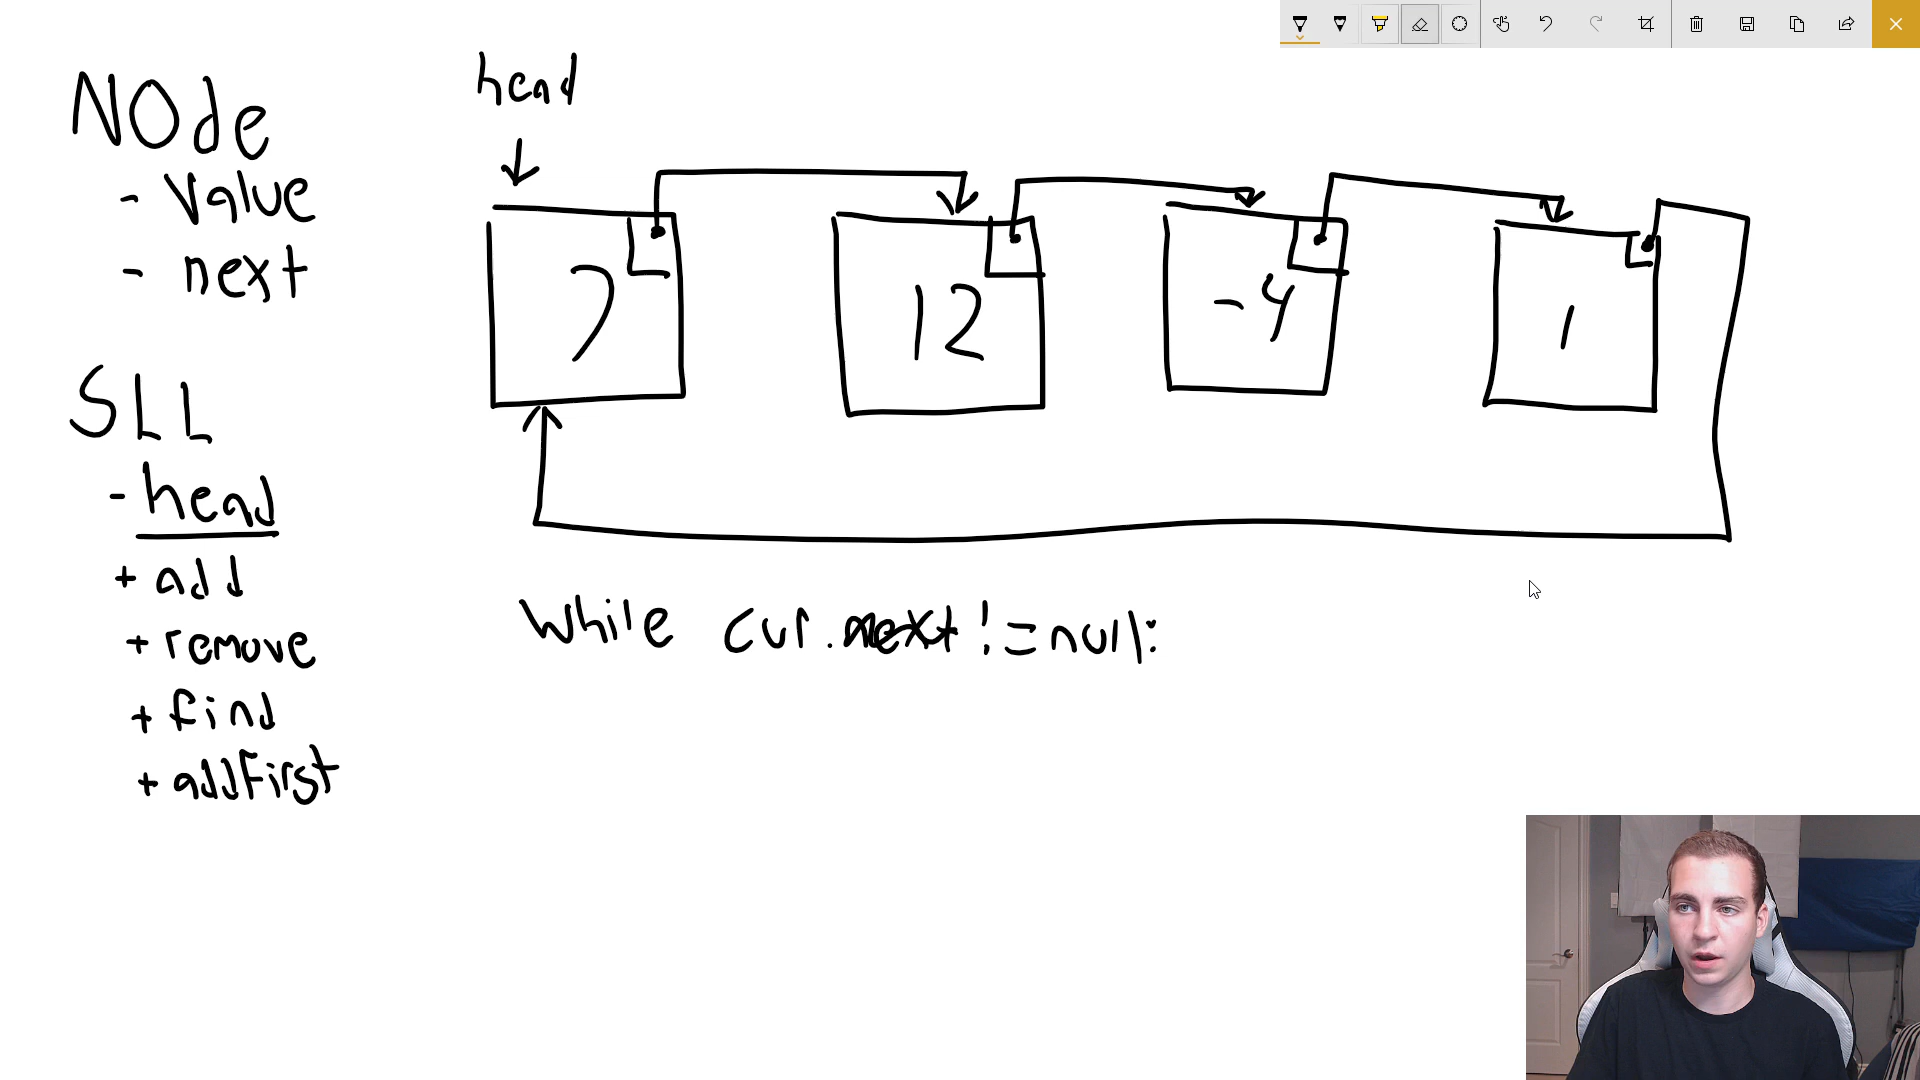 Node
- Value
- next
SLL
- head
+ add
+ remove
+ find
+ addFirst
head
7
12
-4
1
While cur.next != null: